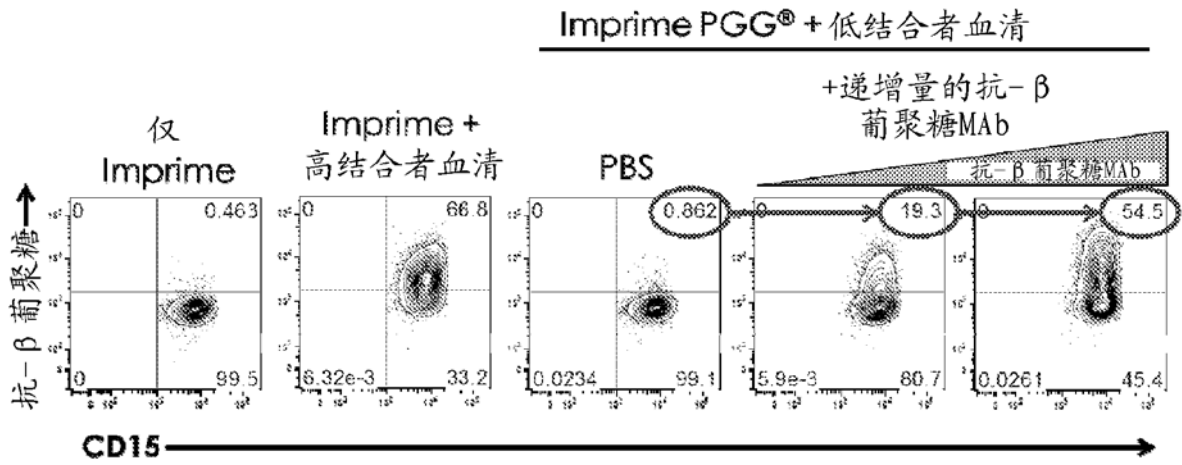 Imprime PGG® + 低结合者血清
+递增量的抗-β
葡聚糖MAb
仅
Imprime
Imprime +
高结合者血清
PBS
抗-β 葡聚糖MAb
抗-β 葡聚糖
0 0.463
0 66.8
0 0.862
0 19.3
0 54.5
0 99.5
6.32e-3 33.2
0.0234 99.1
5.9e-3 80.7
0.0261 45.4
CD15